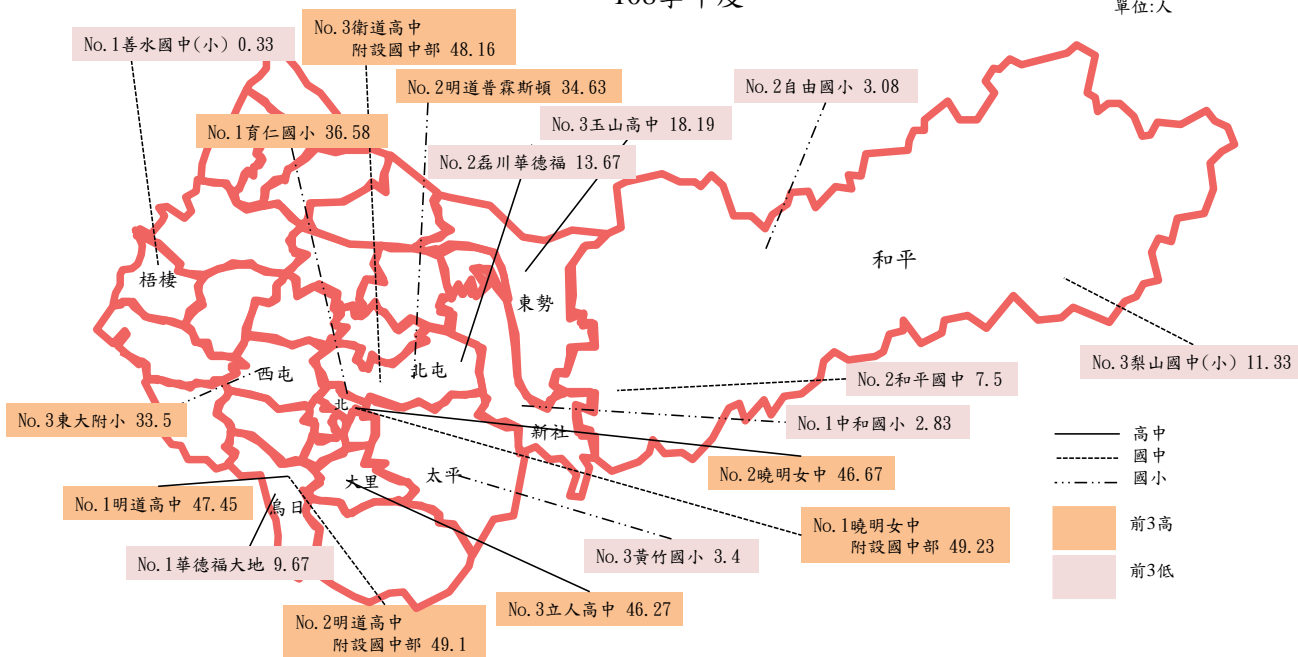 108學年度
單位:人
No.3衛道高中
附設國中部 48.16
No.1善水國中(小) 0.33
No.2明道普霖斯頓 34.63
No.2自由國小 3.08
No.1育仁國小 36.58
No.3玉山高中 18.19
No.2磊川華德福 13.67
和平
梧棲
東勢
No.3梨山國中(小) 11.33
西屯
北屯
No.2和平國中 7.5
北
No.3東大附小 33.5
No.1中和國小 2.83
新社
高中
國中
國小
No.2曉明女中 46.67
太平
大里
No.1明道高中 47.45
烏日
No.1曉明女中
附設國中部 49.23
前3高
No.1華德福大地 9.67
No.3黃竹國小 3.4
前3低
No.3立人高中 46.27
No.2明道高中
附設國中部 49.1